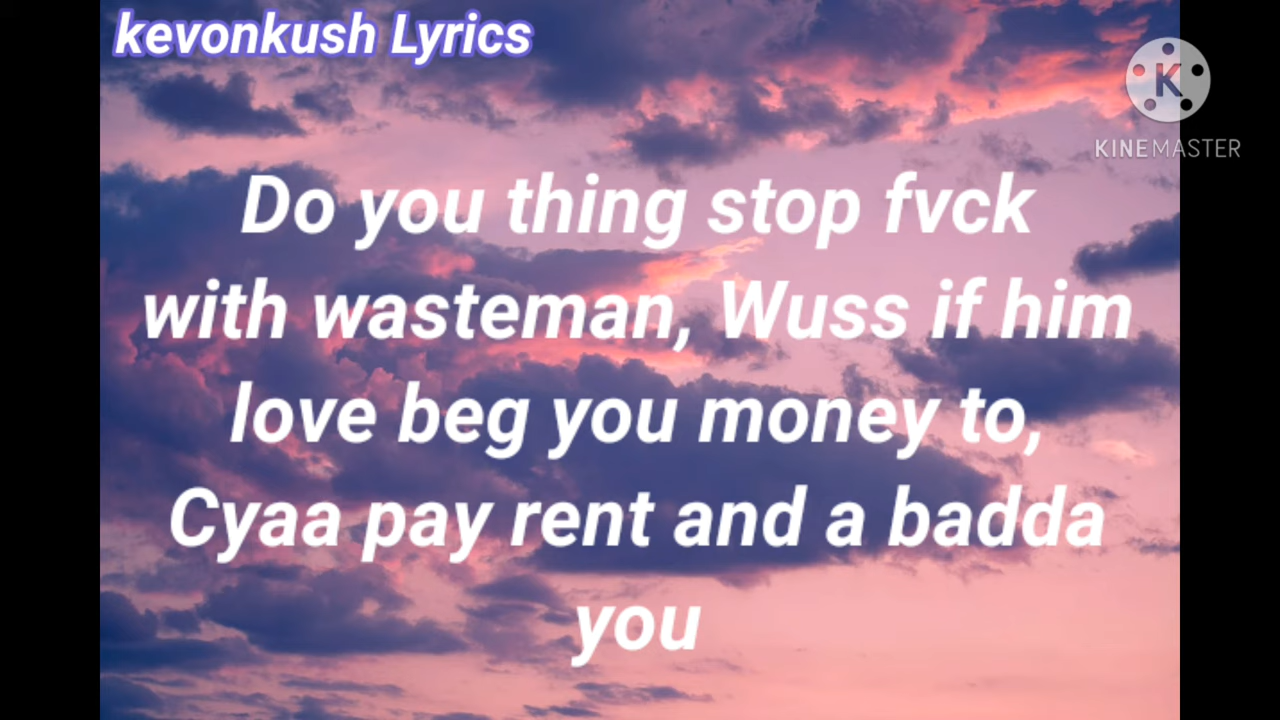 kevonkush Lyrics
K
KINEMASTER
Do you thing stop fvck
with wasteman, Wuss if him
love beg you money to,
Cyaa pay rent and a badda
you